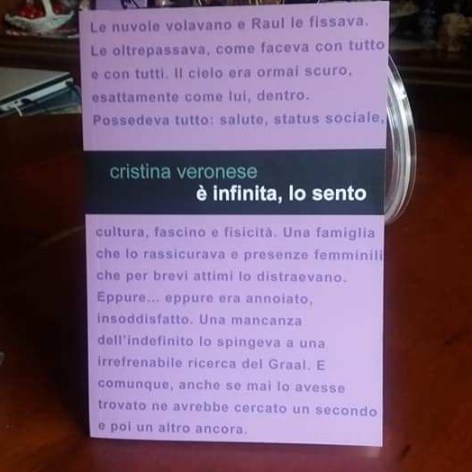 Le nuvole volavano e Raul le fissava.
Le oltrepassava, come faceva con tutto
e con tutti. Il cielo era ormai scuro,
esattamente come lui, dentro.
Possedeva tutto: salute, status sociale,
cristina veronese
è infinita, lo sento
cultura, fascino e fisicità. Una famiglia
che lo rassicurava e presenze femminili
che per brevi attimi lo distraevano.
Eppure... eppure era annoiato,
insoddisfatto. Una mancanza
dell'indefinito lo spingeva a una
irrefrenabile ricerca del Graal. E
comunque, anche se mai lo avesse
trovato ne avrebbe cercato un secondo
e poi un altro ancora.